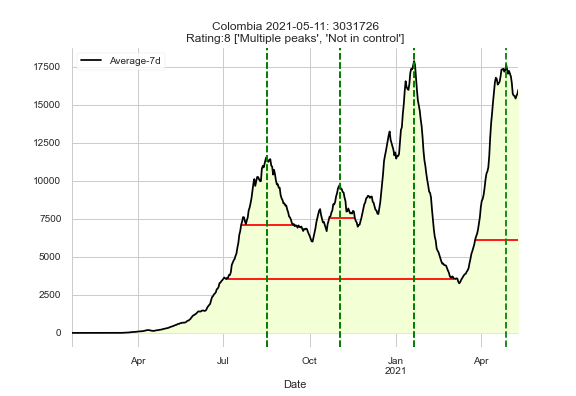 Colombia 2021-05-11: 3031726
Rating:8 ['Multiple peaks', 'Not in control']
Average-7d
17500
15000
12500
10000
7500
5000
2500
0
Apr Jul Oct Jan Apr
2021
Date